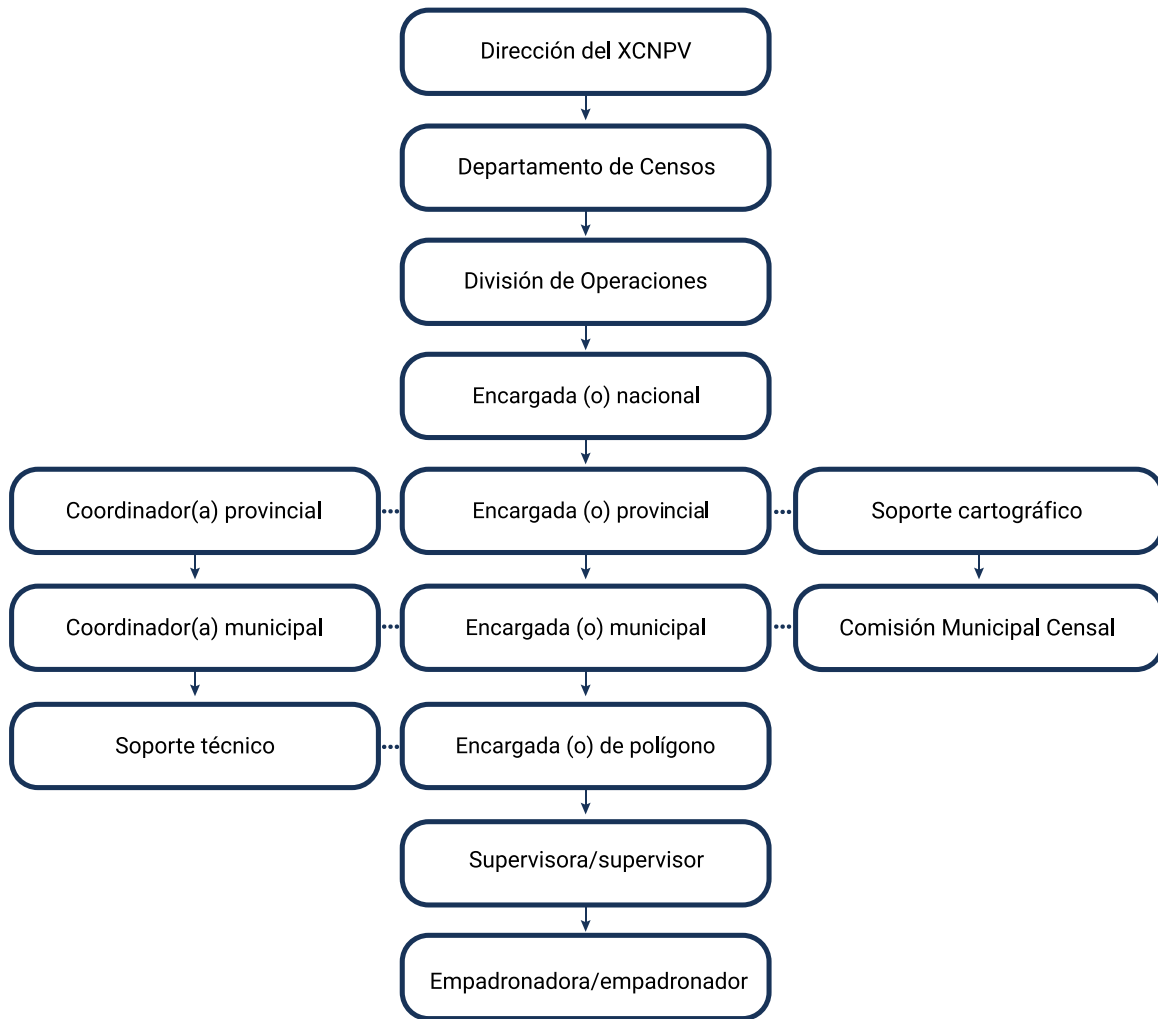 Dirección del XCNPV
Departamento de Censos
División de Operaciones
Encargada (o) nacional
Coordinador(a) provincial
Encargada (o) provincial
Soporte cartográfico
Coordinador(a) municipal
Encargada (o) municipal
Comisión Municipal Censal
Soporte técnico
Encargada (o) de polígono
Supervisora/supervisor
Empadronadora/empadronador